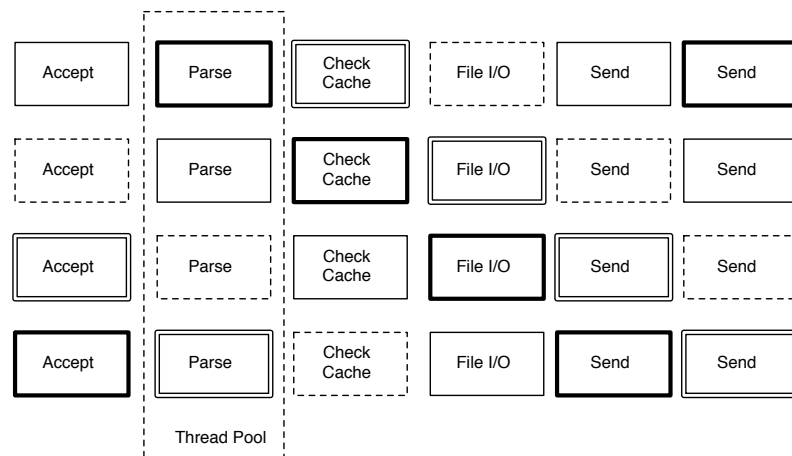 Accept
Parse
Check
Cache
File I/O
Send
Send
Accept
Parse
Check
Cache
File I/O
Send
Send
Accept
Parse
Check
Cache
File I/O
Send
Send
Accept
Parse
Check
Cache
File I/O
Send
Send
Thread Pool